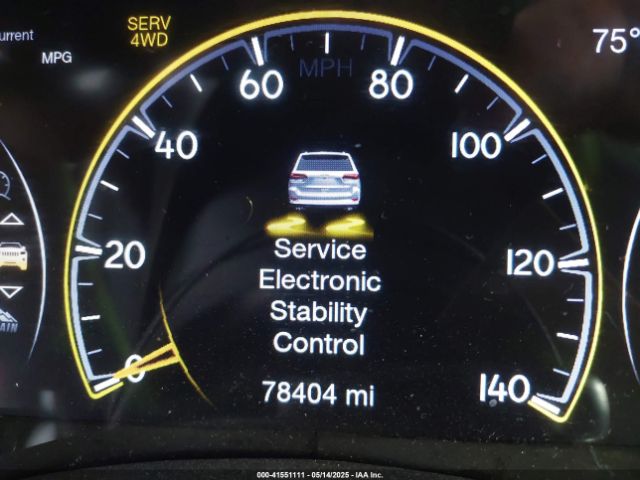 SERV
4WD
current
MPG
75°
MPH
0
20
40
60
80
100
120
140
Service
Electronic
Stability
Control
78404 mi
000-41551111 - 05/14/2025 - IAA Inc.